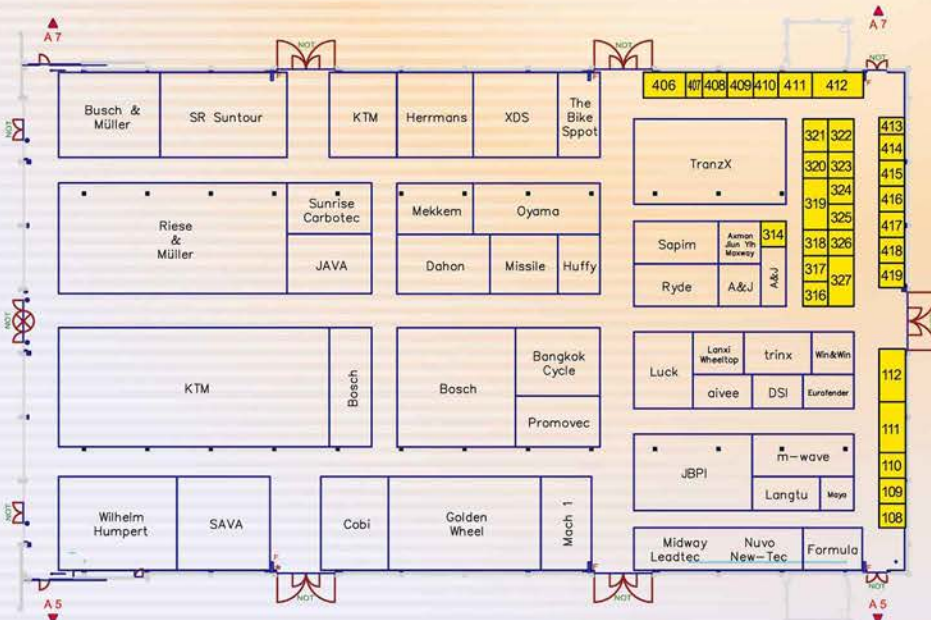 A 7
A 7
NOT
NOT
NOT
406
407
408
409
410
411
412
Busch &
Müller
SR Suntour
KTM
Herrmans
XDS
The
Bike
Sppot
NOT
TranzX
321
322
320
323
319
324
325
318
326
317
327
316
413
414
415
416
417
418
419
Riese
&
Müller
Sunrise
Carbotec
JAVA
Mekkem
Oyama
Dahon
Missile
Huffy
Sapim
Axman
Jiun Yih
Maxway
314
Ryde
A&J
A&J
NOT
NOT
KTM
Bosch
Bosch
Bangkok
Cycle
Promovec
Luck
Lanxi
Wheeltop
trinx
Win&Win
aivee
DSI
Eurofender
112
111
110
109
108
JBPI
m-wave
Langtu
Maya
NOT
Wilhelm
Humpert
SAVA
Cobi
Golden
Wheel
Mach 1
Midway
Leadtec
Nuvo
New-Tec
Formula
NOT
NOT
NOT
A 5
A 5